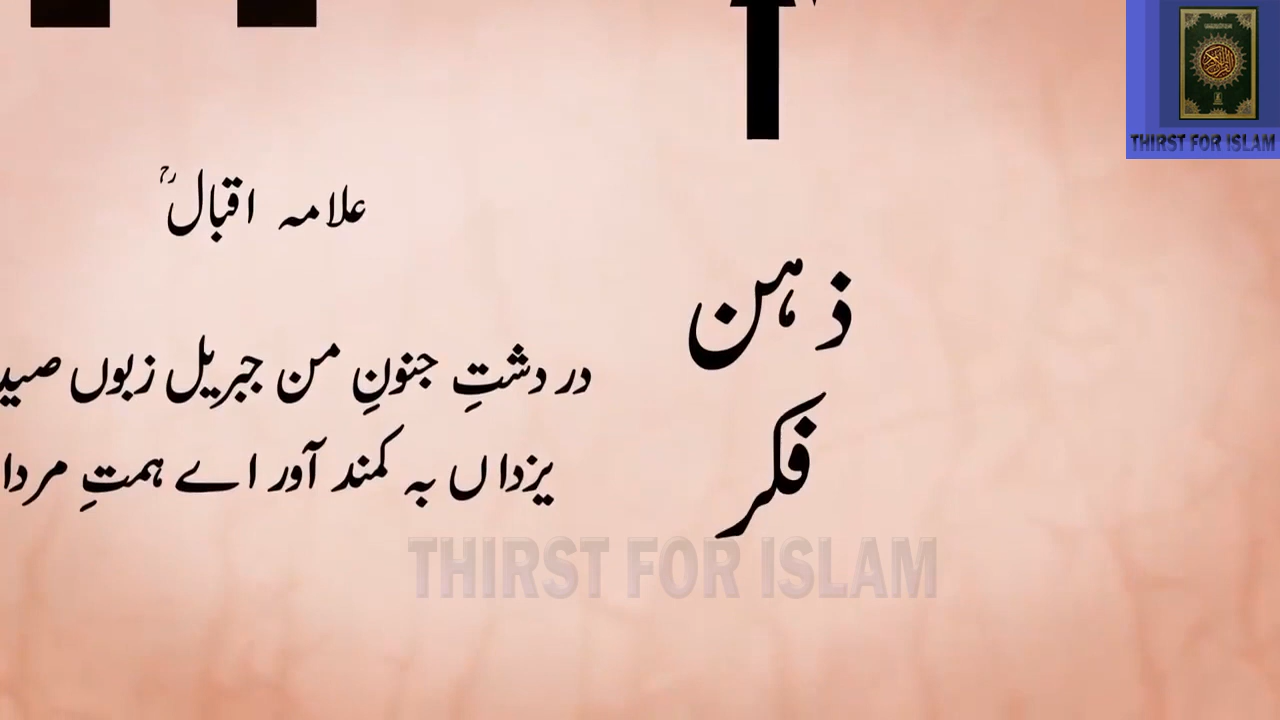 THIRST FOR ISLAM
علامہ اقبالؒ
ذہن
در دشتِ جنونِ من جبریل زبوں صید
فکر
یزداں بہ کمند آور اے ہمتِ
THIRST FOR ISLAM